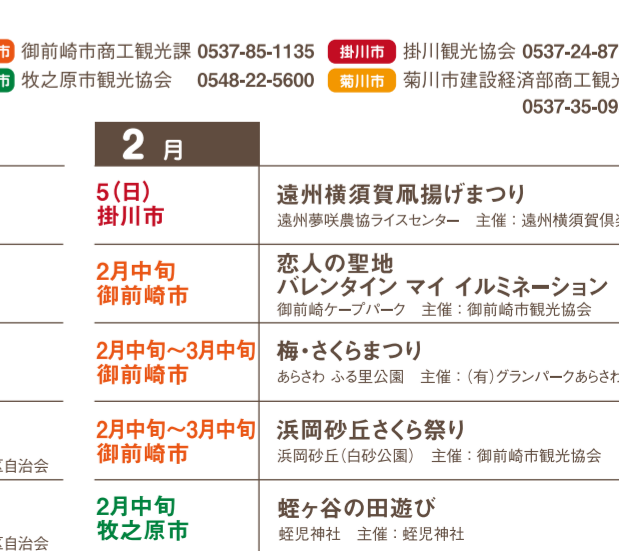 市 御前崎市商工観光課 0537-85-1135 掛川市 掛川観光協会 0537-24-87
市 牧之原市観光協会 0548-22-5600 菊川市 菊川市建設経済部商工観光
0537-35-09
2月
5(日) 遠州横須賀凧揚げまつり
掛川市 遠州夢咲農協ライスセンター 主催:遠州横須賀倶
2月中旬 恋人の聖地
御前崎市 バレンタイン マイ イルミネーション
御前崎ケープパーク 主催:御前崎市観光協会
2月中旬〜3月中旬 梅・さくらまつり
御前崎市 あらさわ ふる里公園 主催:(有)グランパークあらさわ
2月中旬〜3月中旬 浜岡砂丘さくら祭り
御前崎市 浜岡砂丘(白砂公園) 主催:御前崎市観光協会
区自治会
2月中旬 蛭ヶ谷の田遊び
牧之原市 蛭児神社 主催:蛭児神社
区自治会